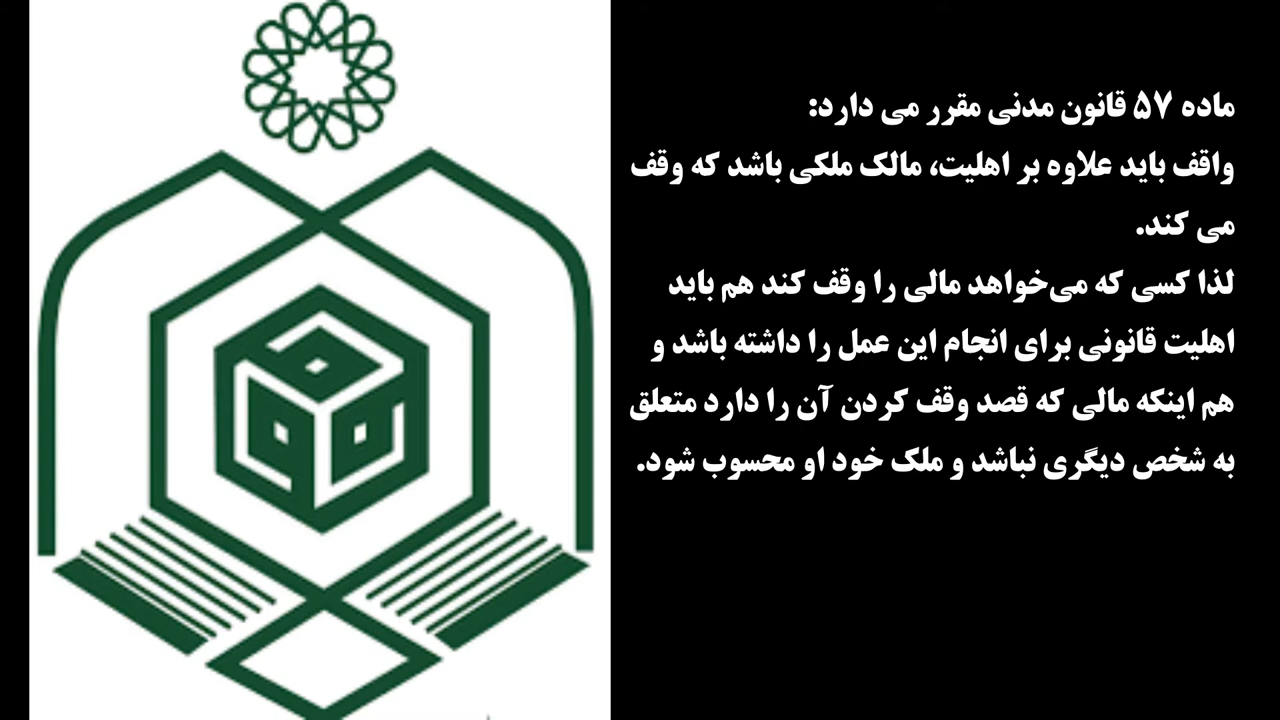 ماده ۵۷ قانون مدنی مقرر می دارد:
واقف باید علاوه بر اهلیت، مالک ملکی باشد که وقف
می کند.
لذا کسی که می‌خواهد مالی را وقف کند هم باید
اهلیت قانونی برای انجام این عمل را داشته باشد و
هم اینکه مالی که قصد وقف کردن آن را دارد متعلق
به شخص دیگری نباشد و ملک خود او محسوب شود.